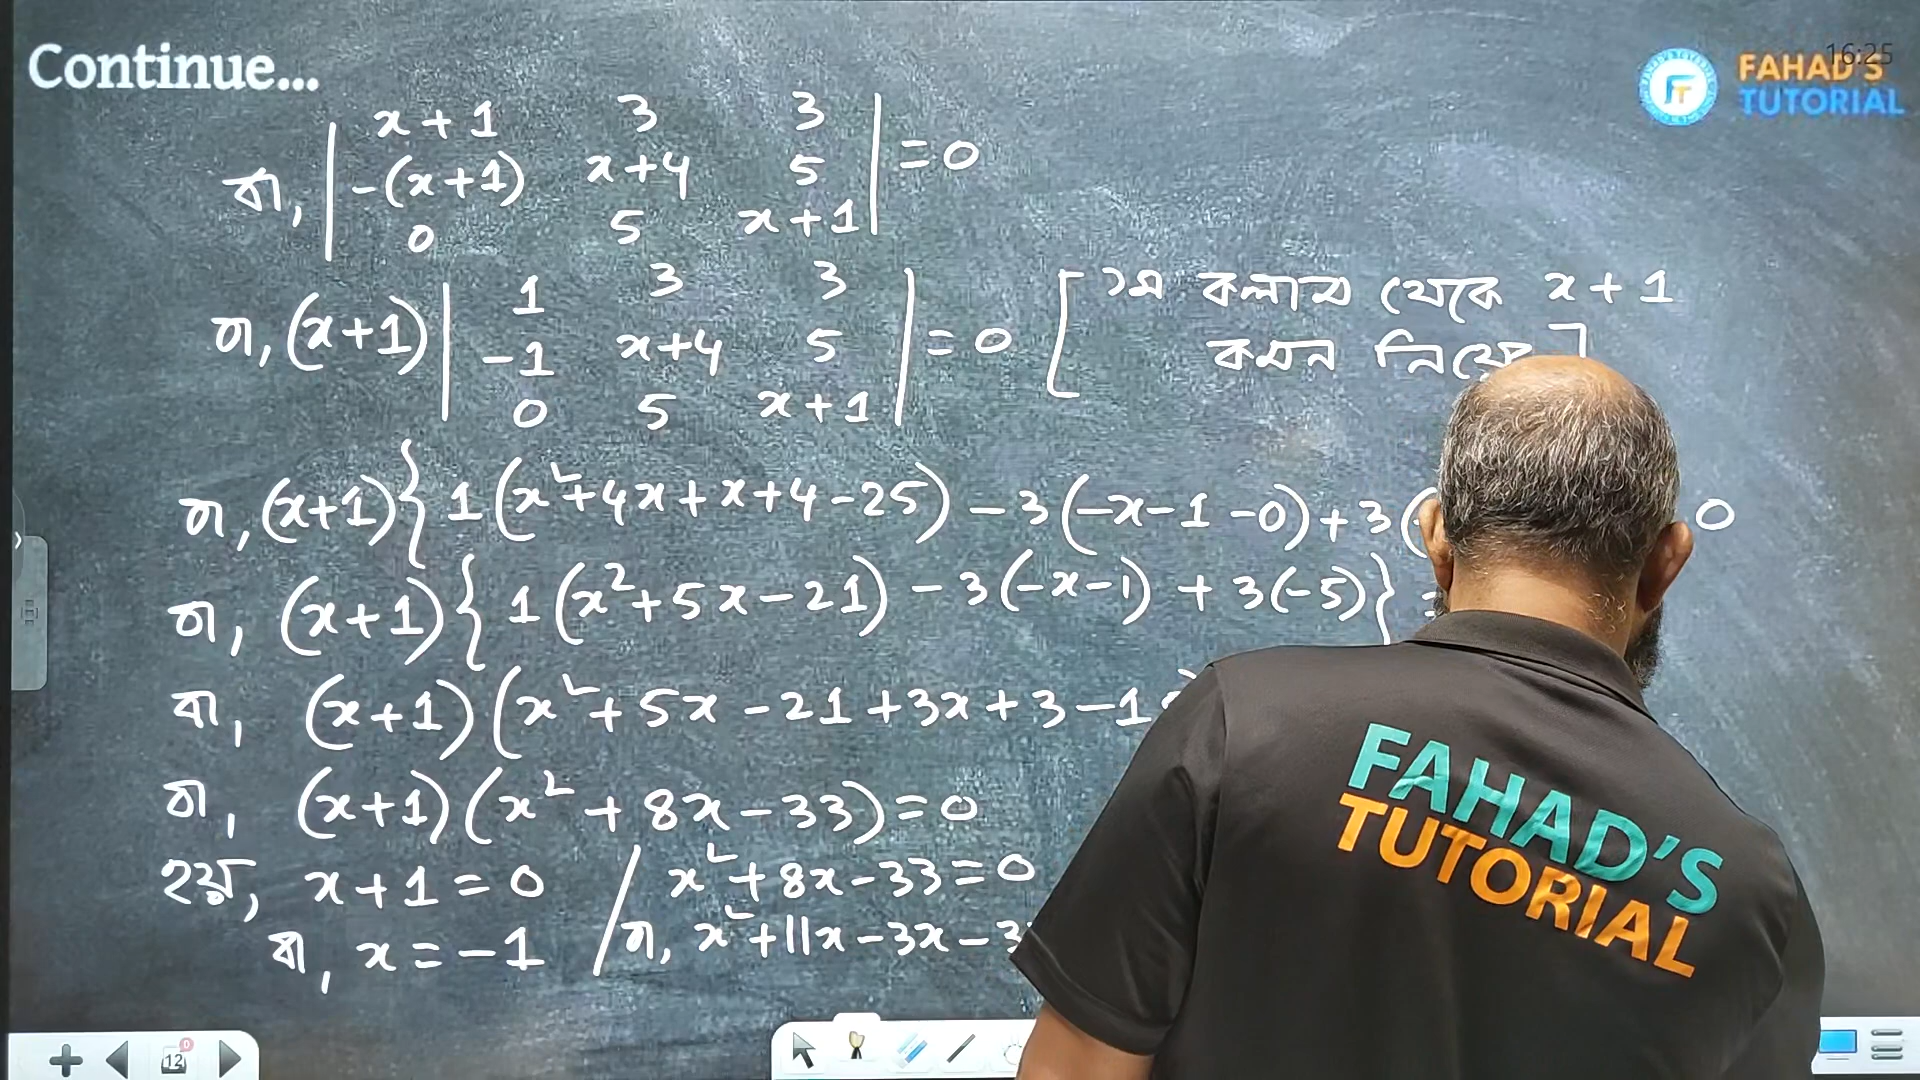 Continue...
16:25
FAHAD'S
TUTORIAL
x + 1 3 3
বা, -(x+1) x+4 5 = 0
0 5 x + 1
1 3 3
বা, (x+1) -1 x+4 5 = 0
0 5 x + 1
[ ১ম কলাম থেকে x + 1
কমন নিয়ে ]
বা, (x+1) { 1 (x²+4x+x+4-25) - 3 (-x-1-0) + 3 ( 0
বা, (x+1) { 1 (x²+5x-21) - 3 (-x-1) + 3 (-5) }
বা, (x+1) (x²+5x-21+3x+3-1
বা, (x+1) (x² + 8x-33) = 0
হয়, x+1 = 0 / x²+8x-33=0
বা, x = -1 / বা, x²+11x-3x-3
FAHAD'S
TUTORIAL
12
0